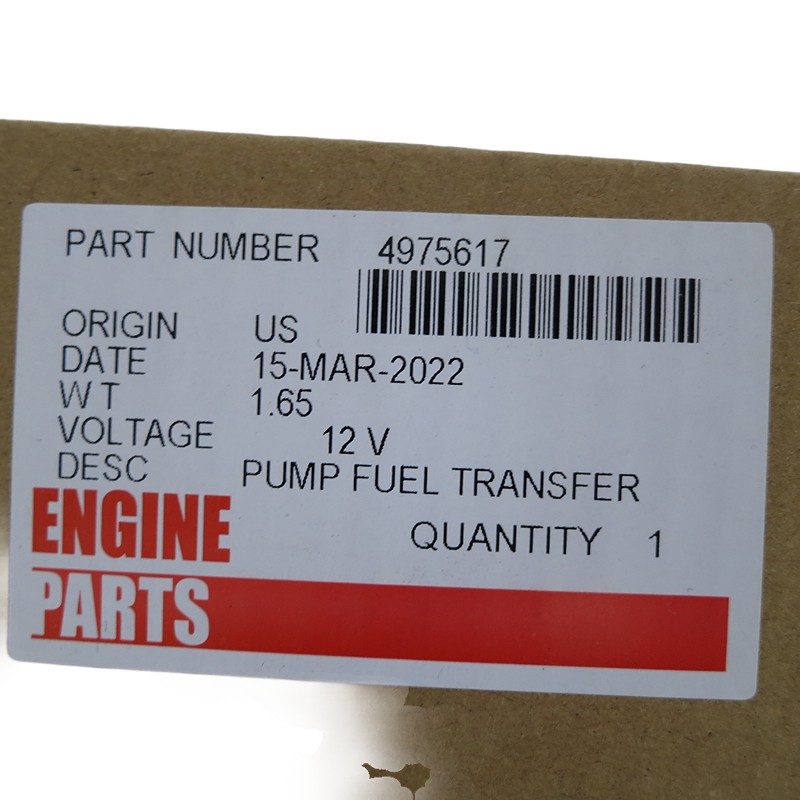 PART NUMBER 4975617
ORIGIN US
DATE 15-MAR-2022
WT 1.65
VOLTAGE 12 V
DESC PUMP FUEL TRANSFER
ENGINE
QUANTITY 1
PARTS